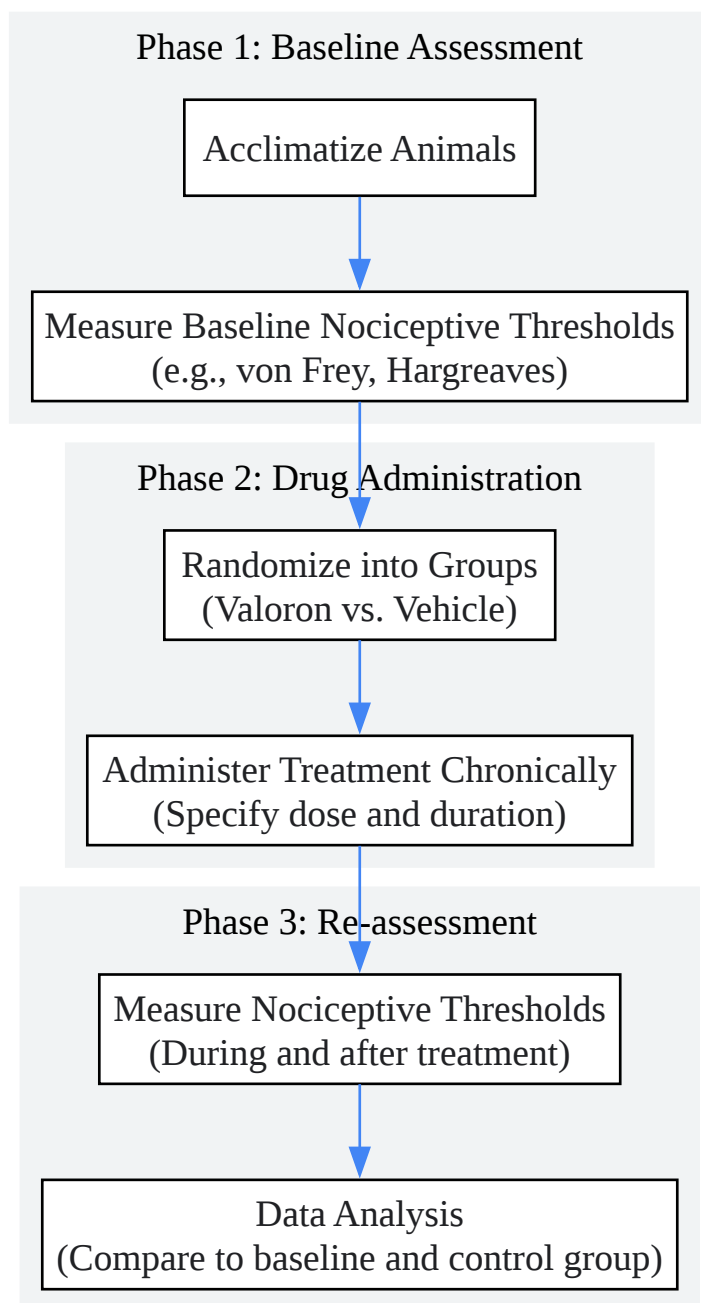 Phase 1: Baseline Assessment
Acclimatize Animals
Measure Baseline Nociceptive Thresholds
(e.g., von Frey, Hargreaves)
Phase 2: Drug Administration
Randomize into Groups
(Valoron vs. Vehicle)
Administer Treatment Chronically
(Specify dose and duration)
Phase 3: Re-assessment
Measure Nociceptive Thresholds
(During and after treatment)
Data Analysis
(Compare to baseline and control group)